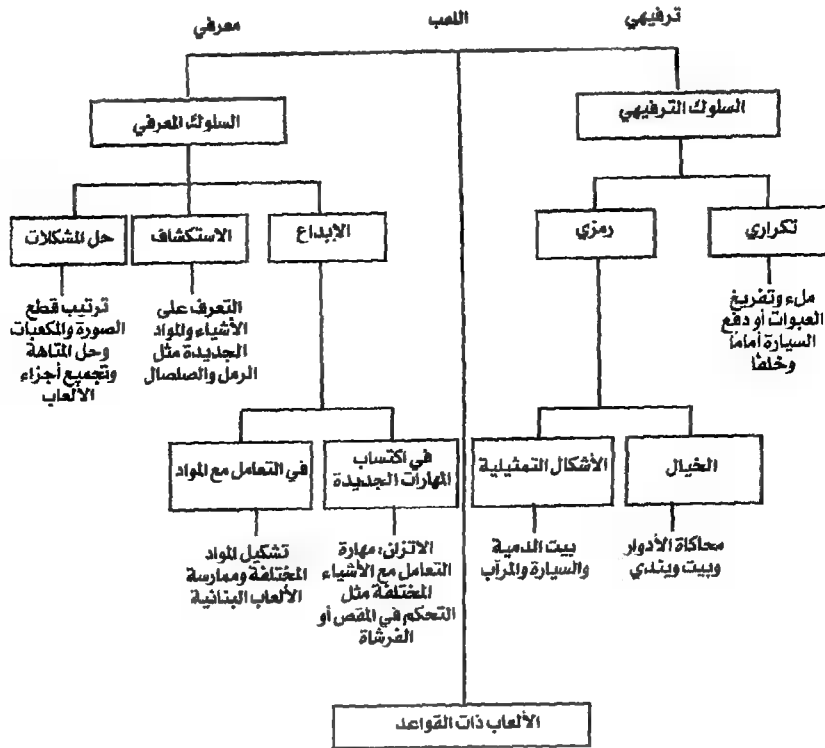 ترفيهي
اللعب
معرفي
السلوك الترفيهي
السلوك المعرفي
تكراري
رمزي
الإبداع
الاستكشاف
حل المشكلات
ملء وتفريغ
العبوات أو دفع
السيارة أماماً
وخلفاً
التعرف على
الأشياء والمواد
الجديدة مثل
الرمل والصلصال
ترتيب قطع
الصورة والمكعبات
وحل المتاهة
وتجميع أجزاء
الألعاب
الخيال
الأشكال التمثيلية
في اكتساب
المهارات الجديدة
في التعامل مع المواد
محاكاة الأدوار
وبيت ويندي
بيت الدمية
والسيارة والمرآب
الاتزان، مهارة
التعامل مع الأشياء
المختلفة مثل
التحكم في المقص أو
الفرشاة
تشكيل المواد
المختلفة وممارسة
الألعاب البنائية
الألعاب ذات القواعد